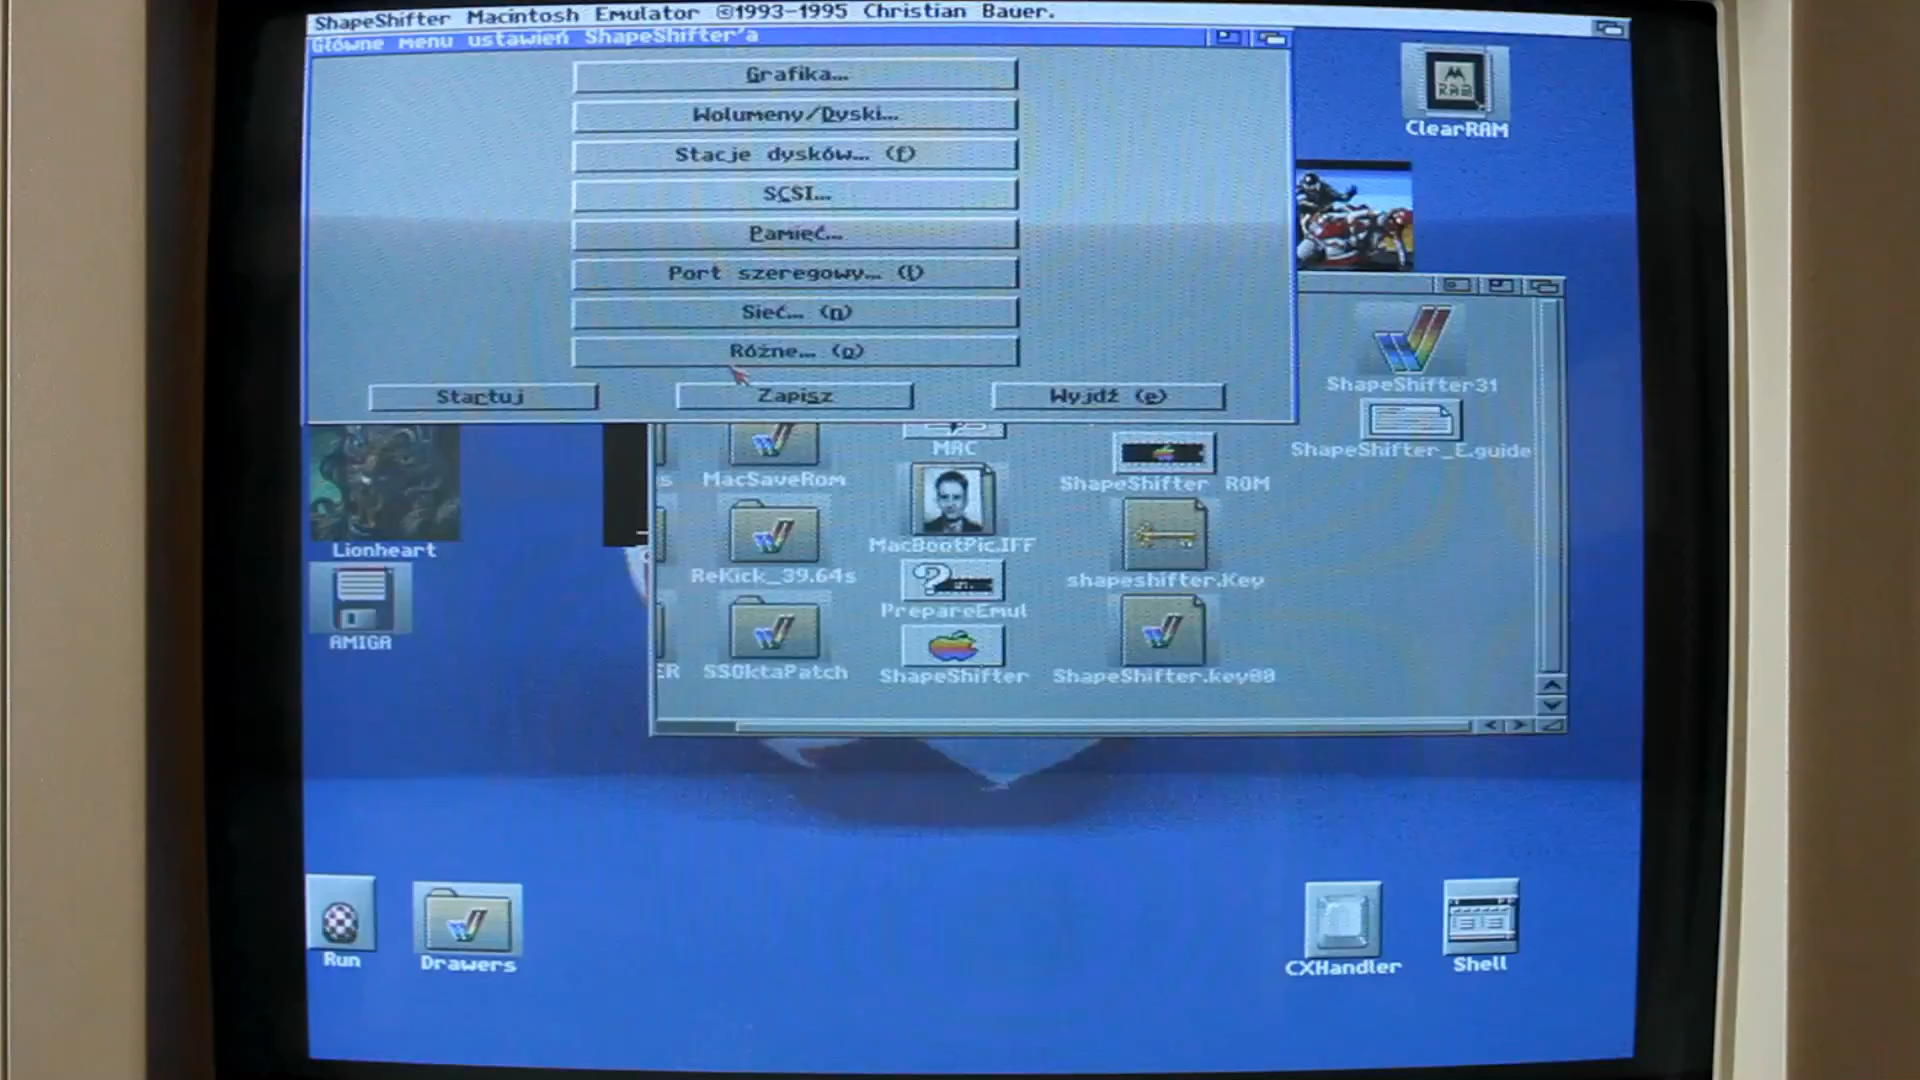 ShapeShifter Macintosh Emulator ©1993-1995 Christian Bauer.
Główne menu ustawień ShapeShifter'a
Grafika...
Wolumeny/Dyski...
Stacje dysków... (f)
SCSI...
Pamięć...
Port szeregowy... (l)
Sieć... (n)
Różne... (o)
Startuj
Zapisz
Wyjdź (e)
RAM
ClearRAM
ShapeShifter31
ShapeShifter_E.guide
MAC
s
MacSaveRom
ShapeShifter ROM
MacBootPic.IFF
ReKick_39.64s
shapeshifter.Key
PrepareEmul
ER
SSOktaPatch
ShapeShifter
ShapeShifter.key00
Lionheart
AMIGA
Run
Drawers
CXHandler
Shell